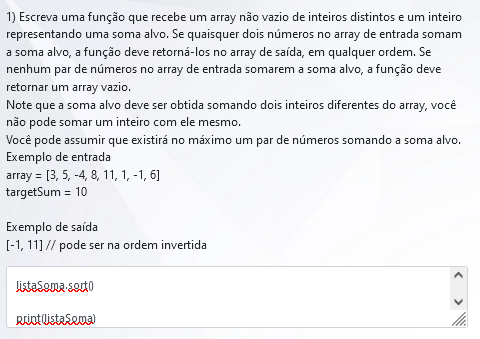 1) Escreva uma função que recebe um array não vazio de inteiros distintos e um inteiro
representando uma soma alvo. Se quaisquer dois números no array de entrada somam
a soma alvo, a função deve retorná-los no array de saída, em qualquer ordem. Se
nenhum par de números no array de entrada somarem a soma alvo, a função deve
retornar um array vazio.
Note que a soma alvo deve ser obtida somando dois inteiros diferentes do array, você
não pode somar um inteiro com ele mesmo.
Você pode assumir que existirá no máximo um par de números somando a soma alvo.
Exemplo de entrada
array = [3, 5, -4, 8, 11, 1, -1, 6]
targetSum = 10
Exemplo de saída
[-1, 11] // pode ser na ordem invertida
listaSoma.sort()
print(listaSoma)